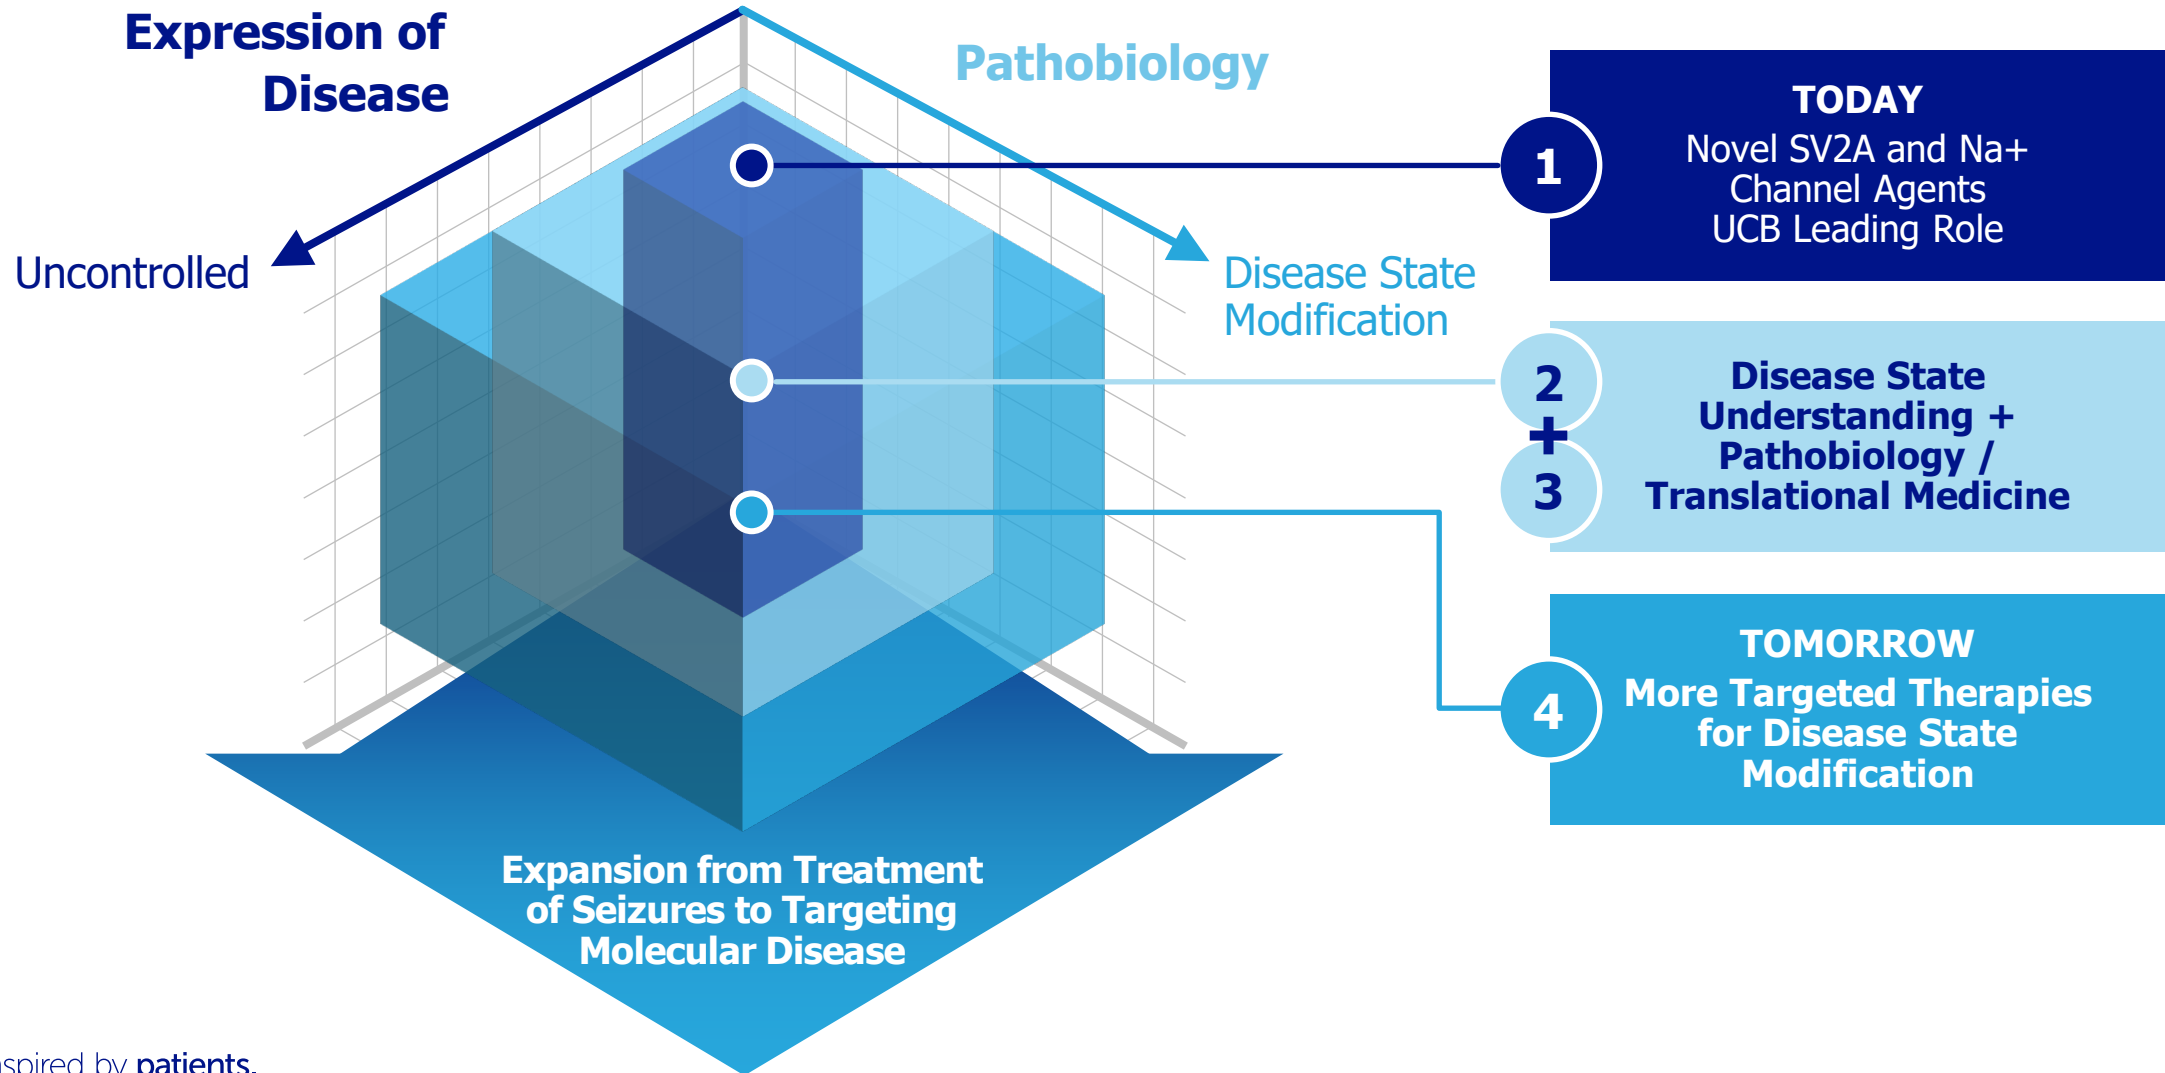 Expression of
Disease
Pathobiology
Uncontrolled
Disease State
Modification
1
TODAY
Novel SV2A and Na+
Channel Agents
UCB Leading Role
2
+
3
Disease State
Understanding +
Pathobiology /
Translational Medicine
4
TOMORROW
More Targeted Therapies
for Disease State
Modification
Expansion from Treatment
of Seizures to Targeting
Molecular Disease
nspired by patients.